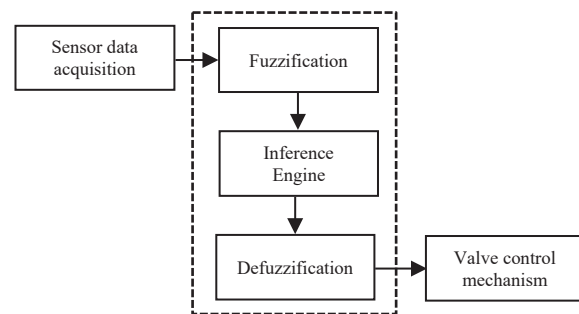 Sensor data
acquisition
Fuzzification
Inference
Engine
Defuzzification
Valve control
mechanism